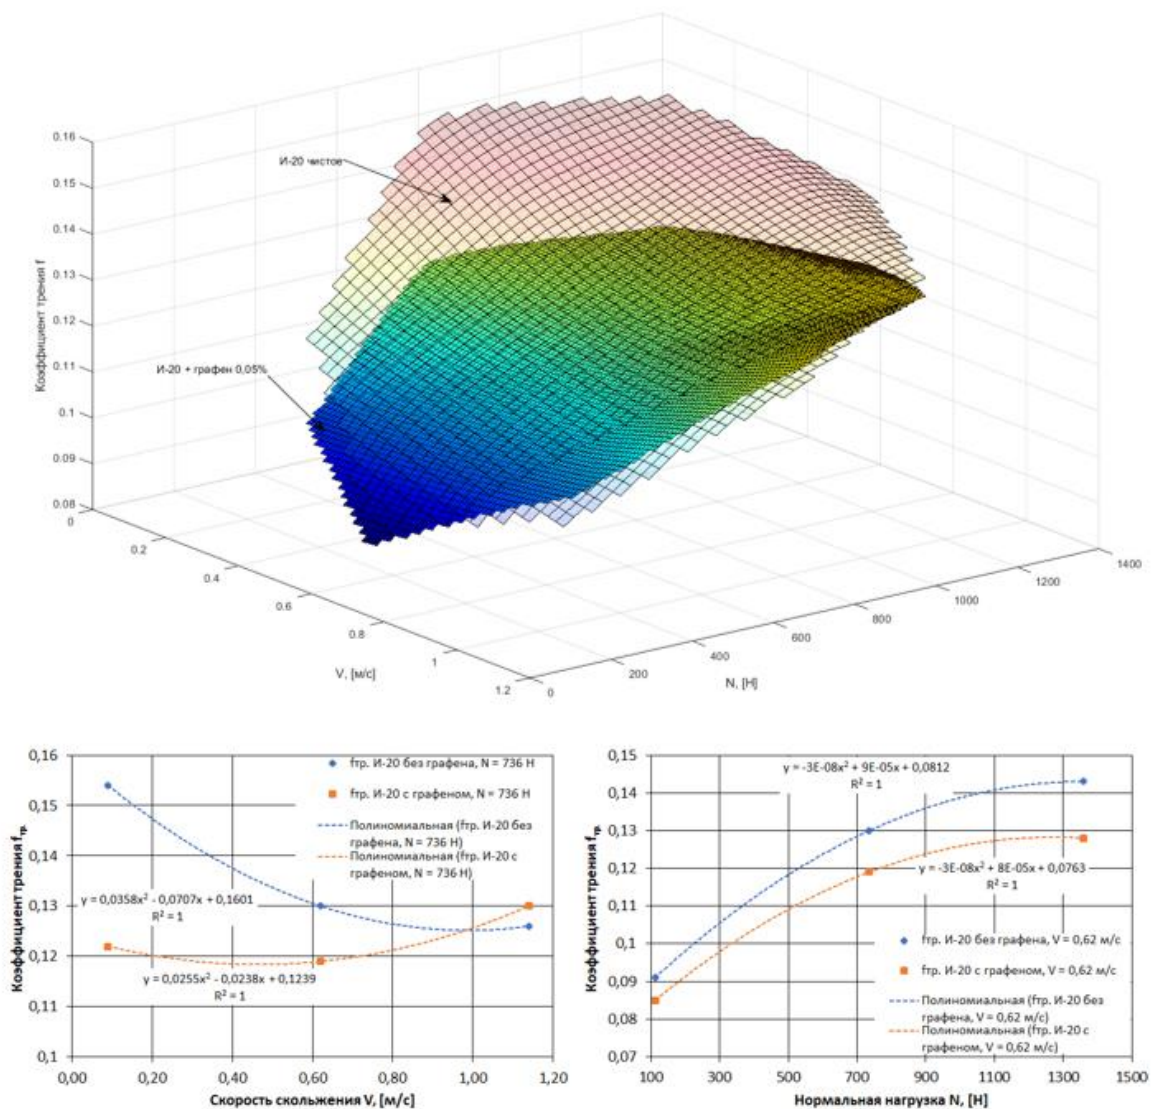 0.16
0.15
0.14
0.13
0.12
0.11
0.1
0.09
0.08
Коэффициент трения f
И-20 чистое
И-20 + графен 0,05%
0
0.2
0.4
0.6
0.8
1
1.2
V, [м/с]
0
200
400
600
800
1000
1200
1400
N, [Н]
0,16
0,15
0,14
0,13
0,12
0,11
0,1
Коэффициент трения fтр.
fтр. И-20 без графена, N = 736 Н
fтр. И-20 с графеном, N = 736 Н
Полиномиальная (fтр. И-20 без
графена, N = 736 Н)
Полиномиальная (fтр. И-20 с
графеном, N = 736 Н)
y = 0,0358x² - 0,0707x + 0,1601
R² = 1
y = 0,0255x² - 0,0238x + 0,1239
R² = 1
0,00 0,20 0,40 0,60 0,80 1,00 1,20
Скорость скольжения V, [м/с]
0,15
0,14
0,13
0,12
0,11
0,1
0,09
0,08
0,07
Коэффициент трения fтр.
y = -3E-08x² + 9E-05x + 0,0812
R² = 1
y = -3E-08x² + 8E-05x + 0,0763
R² = 1
fтр. И-20 без графена, V = 0,62 м/с
fтр. И-20 с графеном, V = 0,62 м/с
Полиномиальная (fтр. И-20 без
графена, V = 0,62 м/с)
Полиномиальная (fтр. И-20 с
графеном, V = 0,62 м/с)
100 300 500 700 900 1100 1300 1500
Нормальная нагрузка N, [Н]